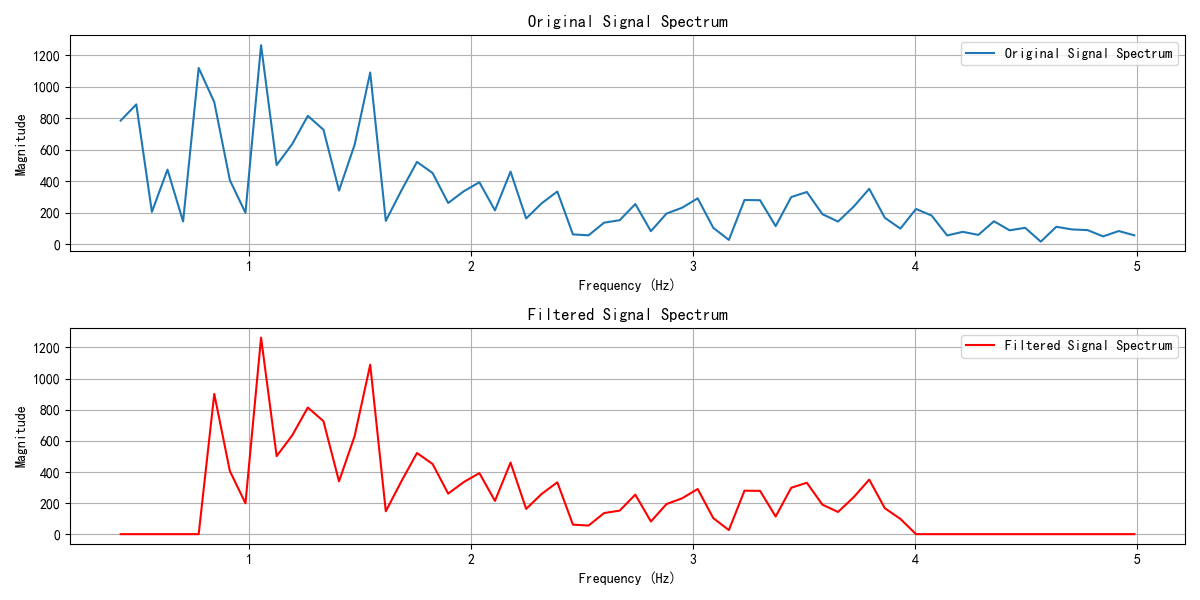 Original Signal Spectrum
Original Signal Spectrum
Magnitude
1200
1000
800
600
400
200
0
1 2 3 4 5
Frequency (Hz)
Filtered Signal Spectrum
Filtered Signal Spectrum
Magnitude
1200
1000
800
600
400
200
0
1 2 3 4 5
Frequency (Hz)